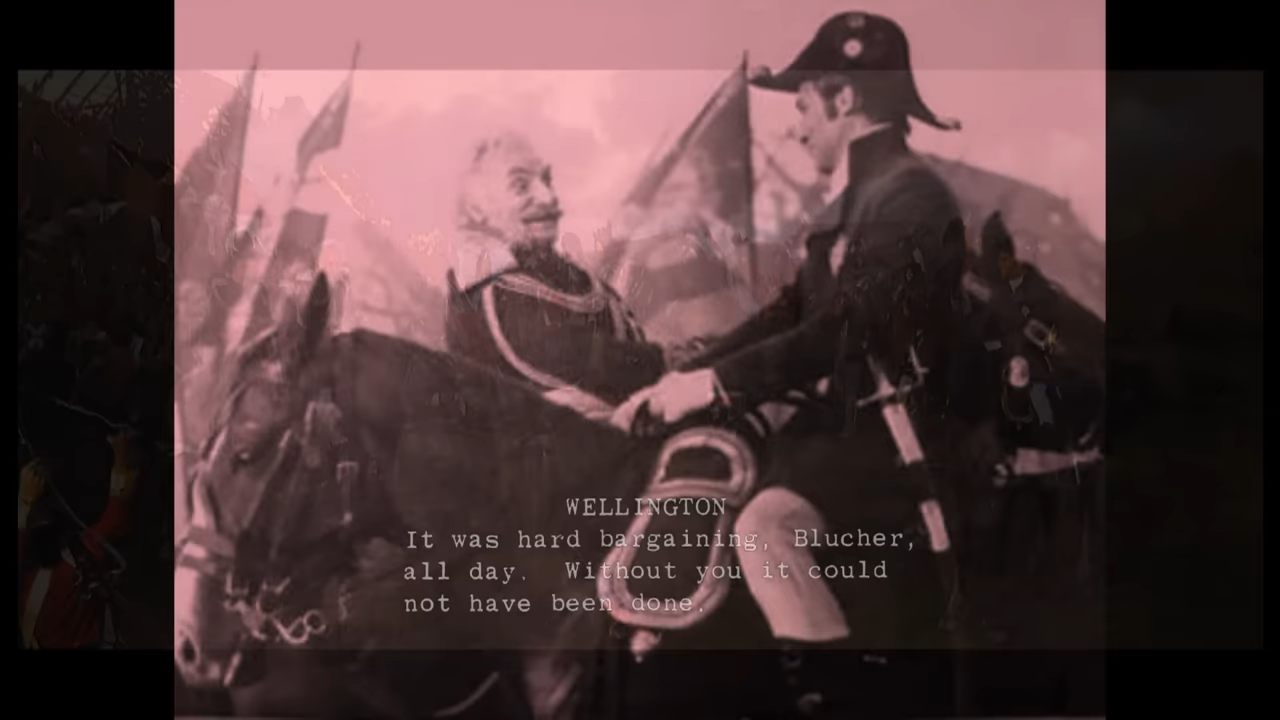 WELLINGTON
It was hard bargaining, Blucher,
all day. Without you it could
not have been done.